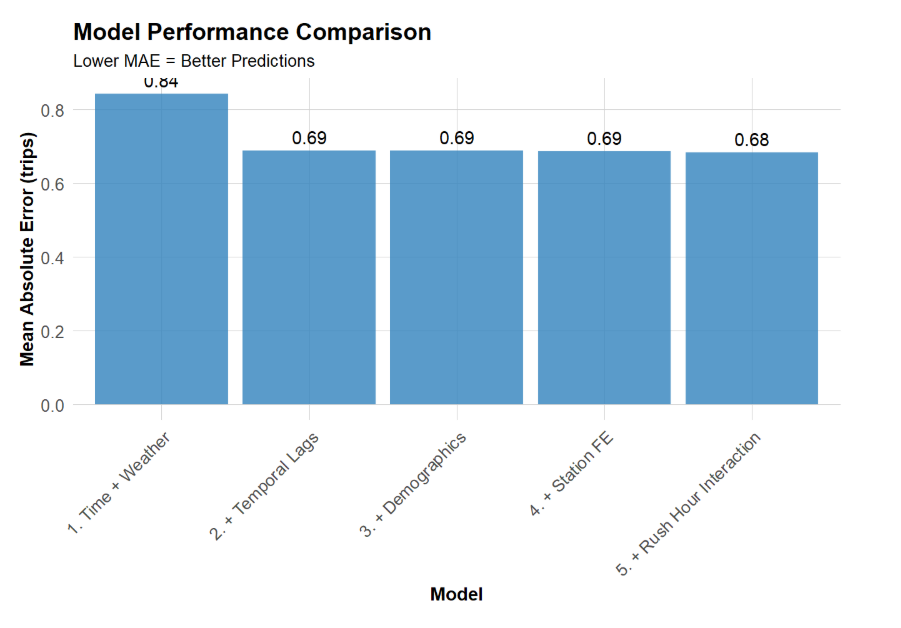 Model Performance Comparison
Lower MAE = Better Predictions
0.84
0.69
0.69
0.69
0.68
Mean Absolute Error (trips)
0.8
0.6
0.4
0.2
0.0
1. Time + Weather
2. + Temporal Lags
3. + Demographics
4. + Station FE
5. + Rush Hour Interaction
Model